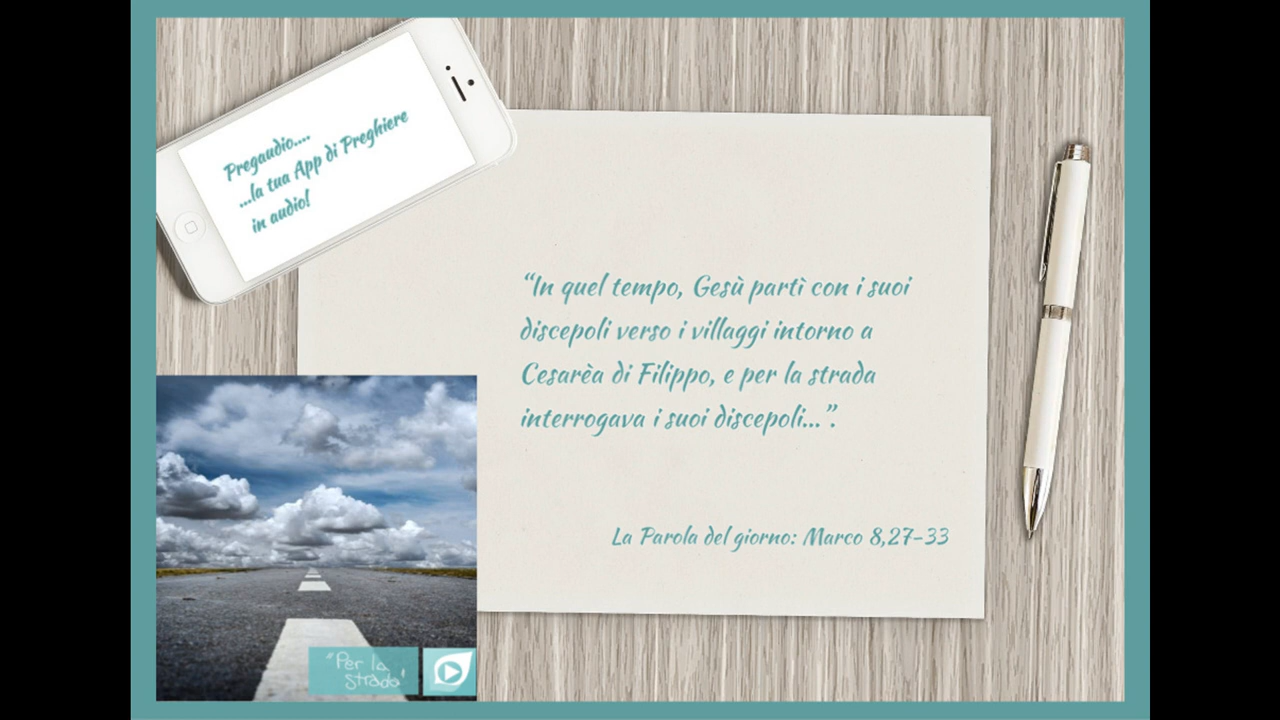 Pregaudio....
...la tua App di Preghiere
in audio!
“In quel tempo, Gesù partì con i suoi
discepoli verso i villaggi intorno a
Cesarèa di Filippo, e per la strada
interrogava i suoi discepoli...”.
La Parola del giorno: Marco 8,27-33
"Per la
strada"